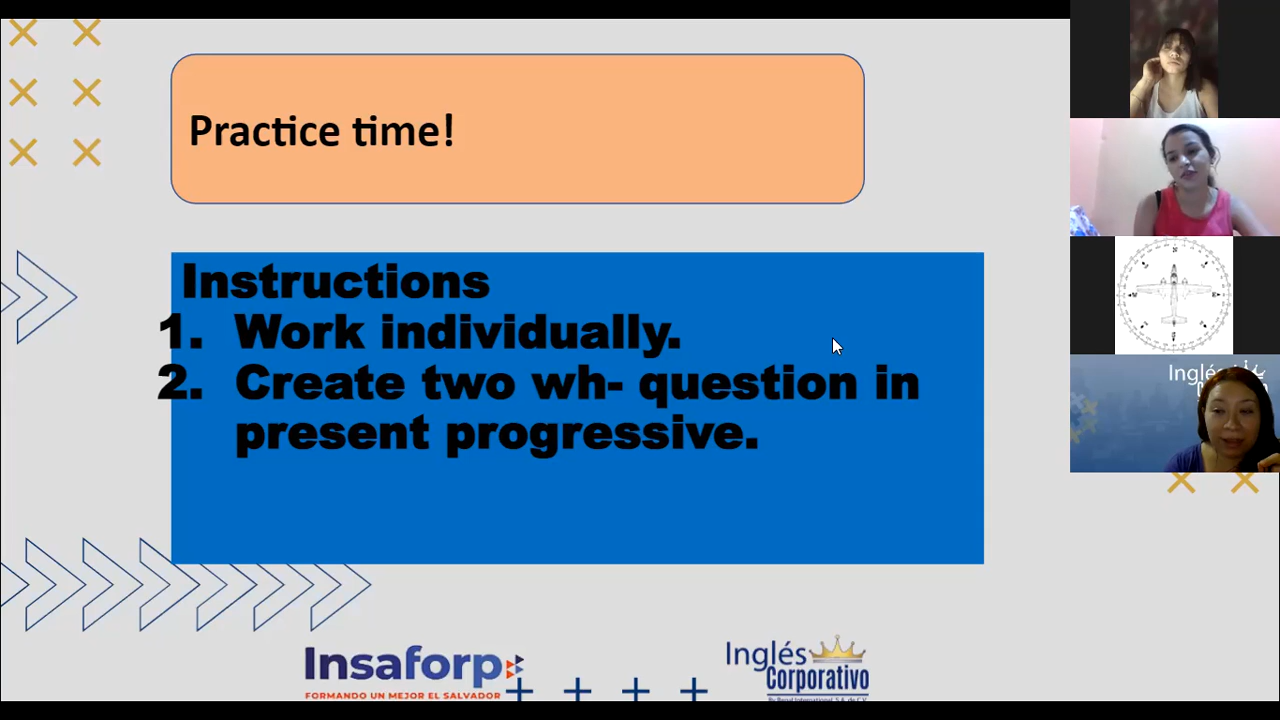 Practice time!
Instructions
1. Work individually.
2. Create two wh- question in
present progressive.
Insaforp
FORMANDO UN MEJOR EL SALVADOR
Inglés
Corporativo
Inglés